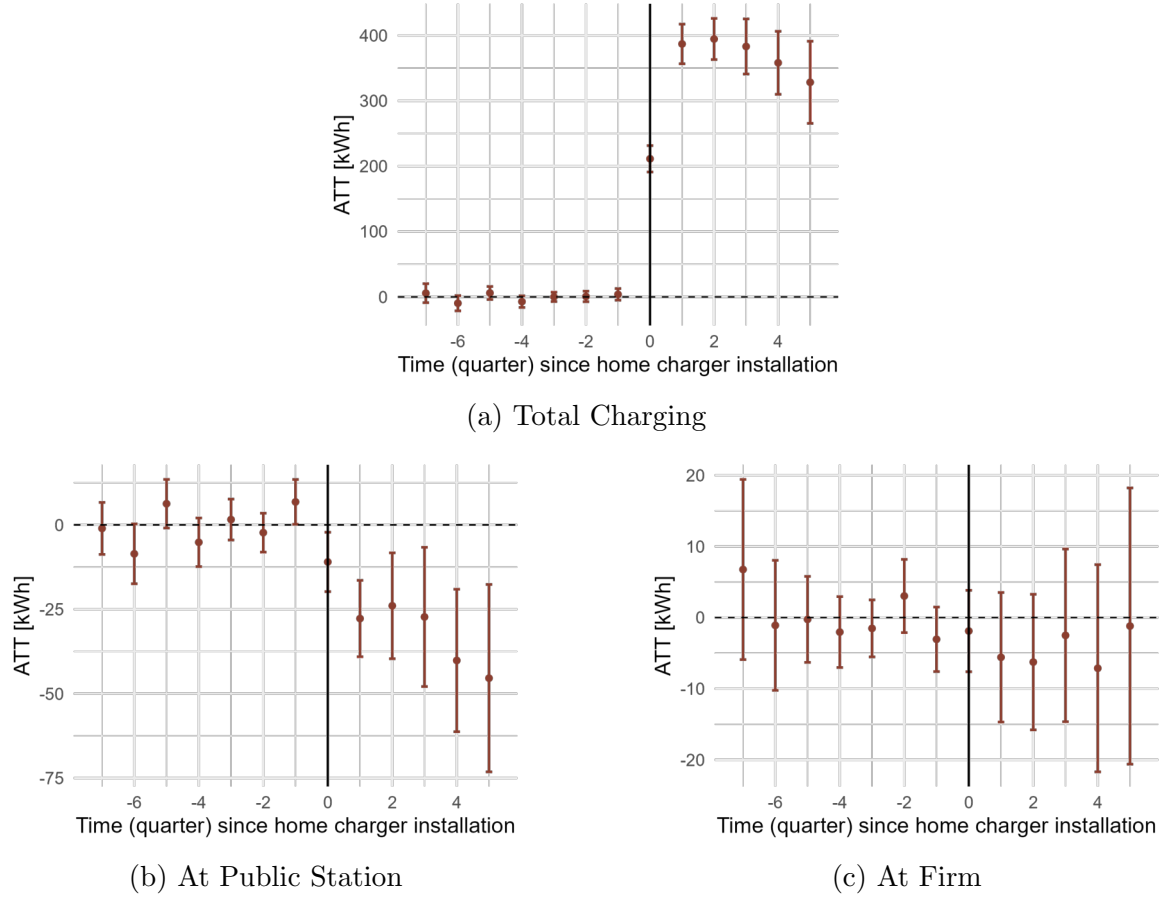 ATT [kWh]
400
300
200
100
0
-6 -4 -2 0 2 4
Time (quarter) since home charger installation
(a) Total Charging
ATT [kWh]
0
-25
-50
-75
-6 -4 -2 0 2 4
Time (quarter) since home charger installation
(b) At Public Station
ATT [kWh]
20
10
0
-10
-20
-6 -4 -2 0 2 4
Time (quarter) since home charger installation
(c) At Firm